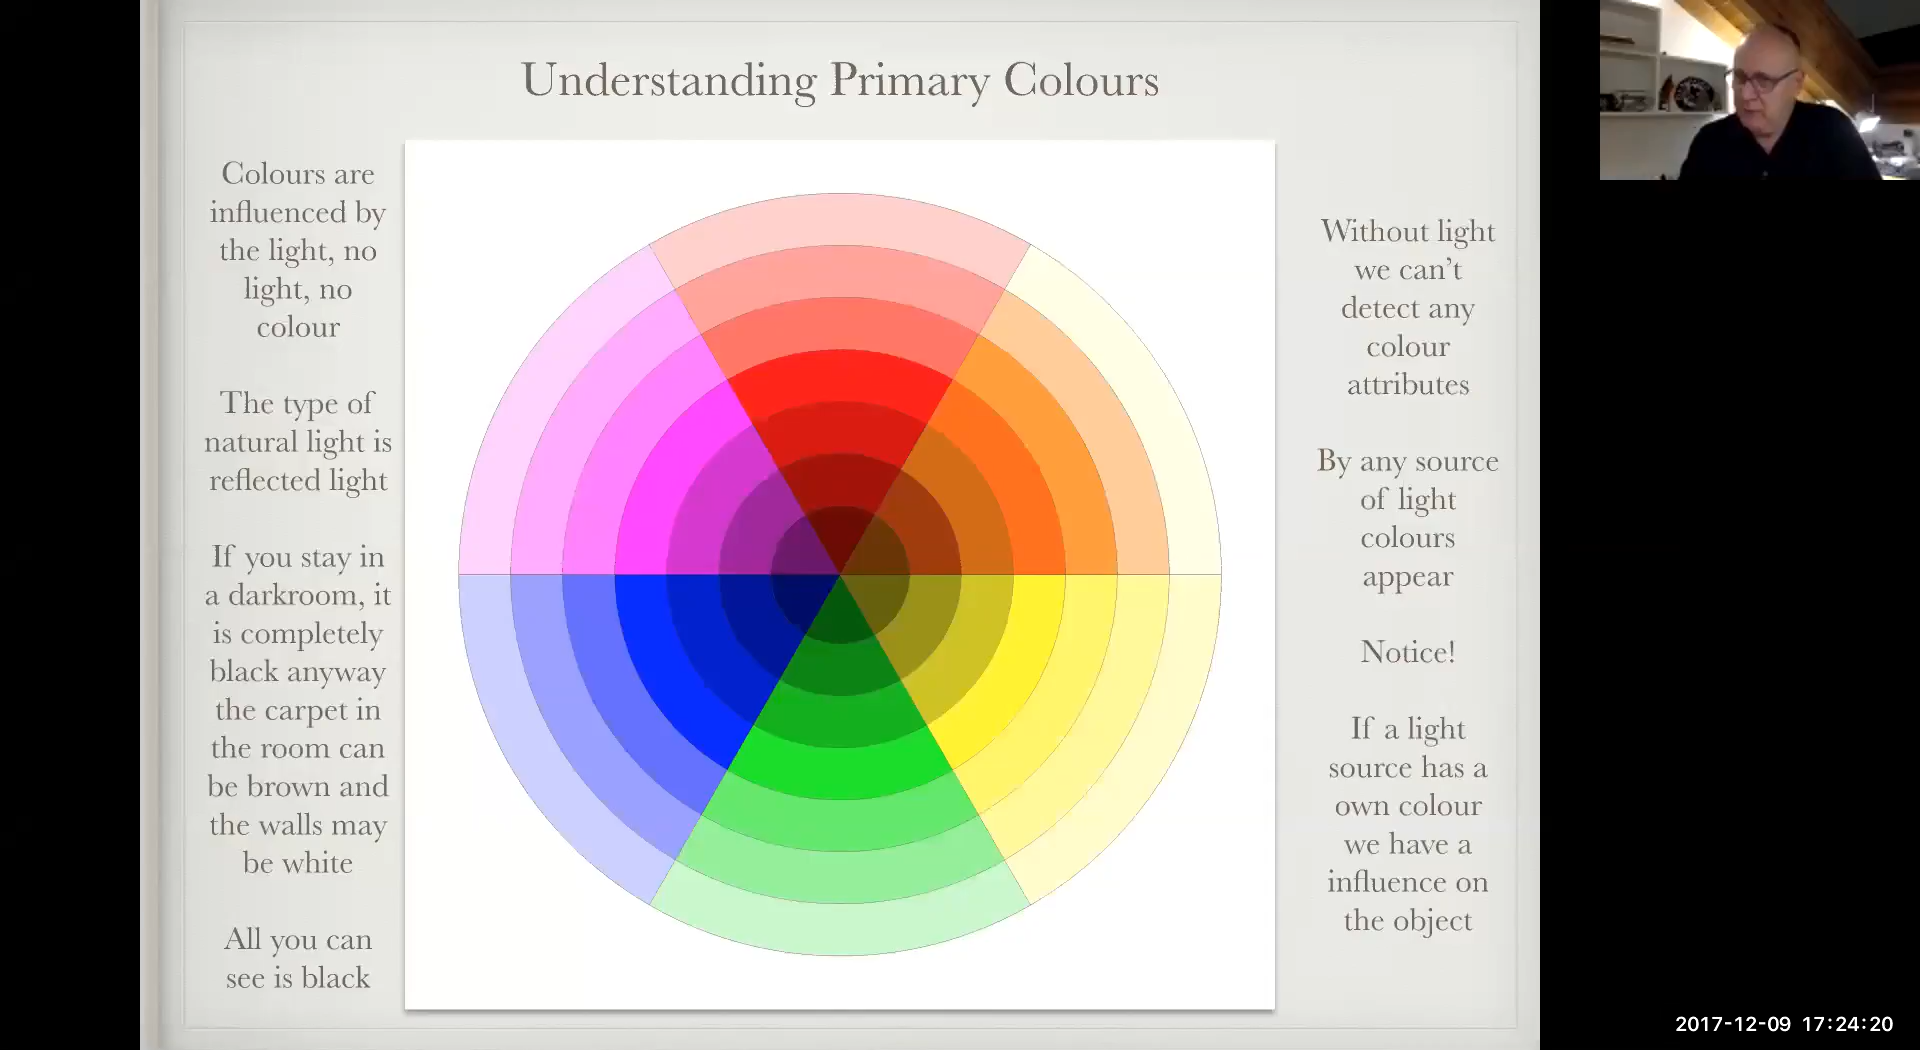 Understanding Primary Colours
Colours are
influenced by
the light, no
light, no
colour
The type of
natural light is
reflected light
If you stay in
a darkroom, it
is completely
black anyway
the carpet in
the room can
be brown and
the walls may
be white
All you can
see is black
Without light
we can’t
detect any
colour
attributes
By any source
of light
colours
appear
Notice!
If a light
source has a
own colour
we have a
influence on
the object
2017-12-09 17:24:20